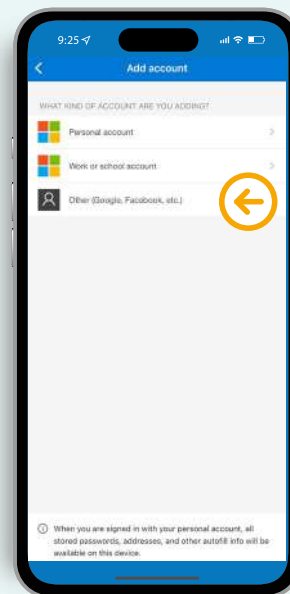 9:25
Add account
WHAT KIND OF ACCOUNT ARE YOU ADDING?
Personal account
Work or school account
Other (Google, Facebook, etc.)
When you are signed in with your personal account, all
stored passwords, addresses, and other autofill info will be
available on this device.